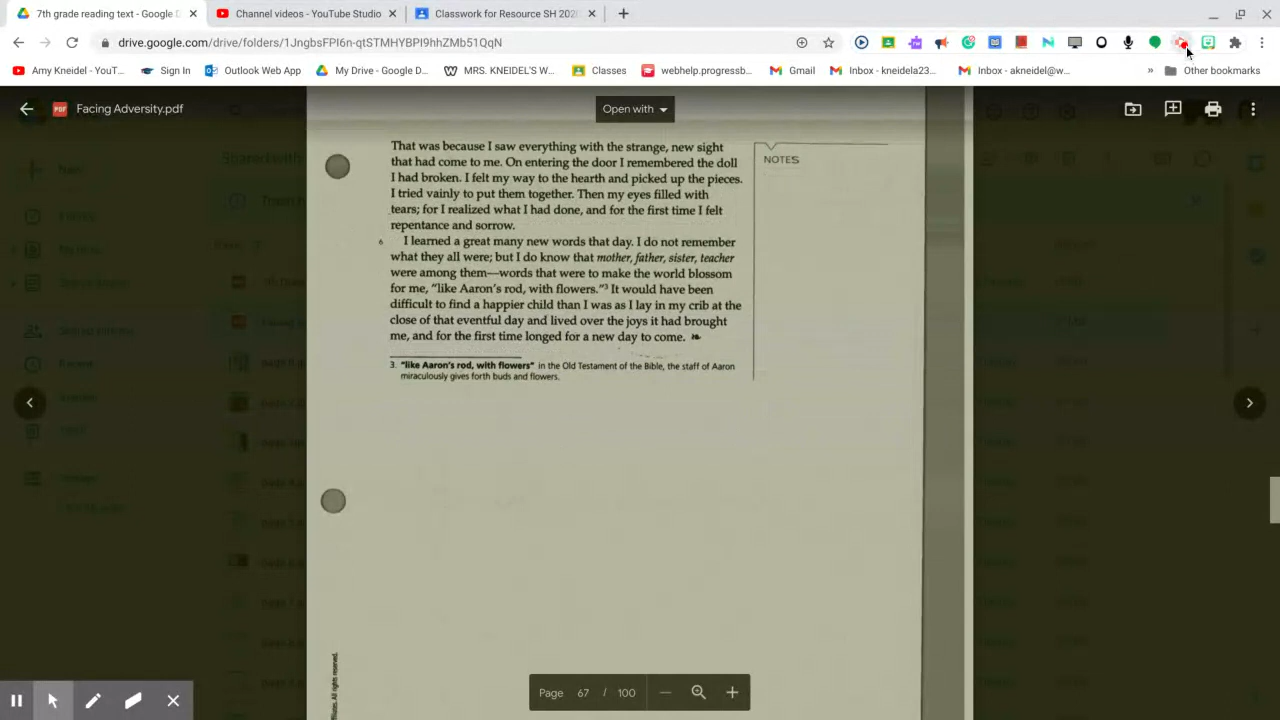 7th grade reading text - Google D
Channel videos - YouTube Studio
Classwork for Resource SH 202
drive.google.com/drive/folders/1JngbsFPI6n-qtSTMHYBPI9hhZMb51QqN
Amy Kneidel - YouT...
Sign In
Outlook Web App
My Drive - Google D...
MRS. KNEIDEL'S W...
Classes
webhelp.progressb...
Gmail
Inbox - kneidela23...
Inbox - akneidel@w...
Other bookmarks
Facing Adversity.pdf
Open with
That was because I saw everything with the strange, new sight
that had come to me. On entering the door I remembered the doll
I had broken. I felt my way to the hearth and picked up the pieces.
I tried vainly to put them together. Then my eyes filled with
tears; for I realized what I had done, and for the first time I felt
repentance and sorrow.
NOTES
6 I learned a great many new words that day. I do not remember
what they all were; but I do know that mother, father, sister, teacher
were among them—words that were to make the world blossom
for me, "like Aaron's rod, with flowers."3 It would have been
difficult to find a happier child than I was as I lay in my crib at the
close of that eventful day and lived over the joys it had brought
me, and for the first time longed for a new day to come.
3. "like Aaron's rod, with flowers" in the Old Testament of the Bible, the staff of Aaron
miraculously gives forth buds and flowers.
Page 67 / 100
All rights reserved.